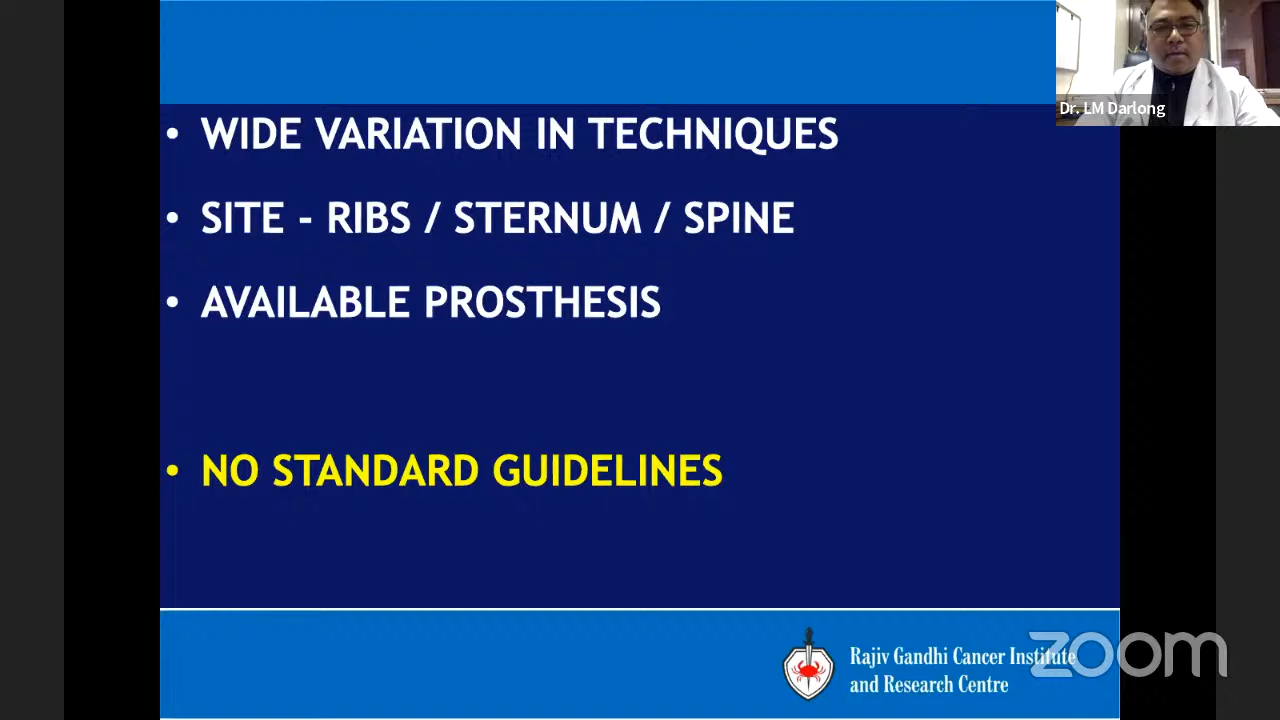 Dr. LM Darlong
• WIDE VARIATION IN TECHNIQUES
• SITE - RIBS / STERNUM / SPINE
• AVAILABLE PROSTHESIS
• NO STANDARD GUIDELINES
Rajiv Gandhi Cancer Institute
and Research Centre
zoom